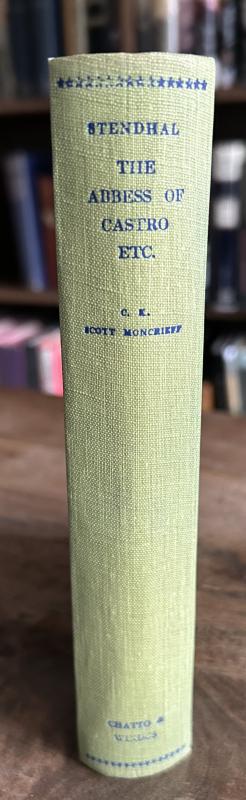 STENDHAL
THE
ABBESS OF
CASTRO
ETC.
C. K.
SCOTT MONCRIEFF
CHATTO &
WINDUS